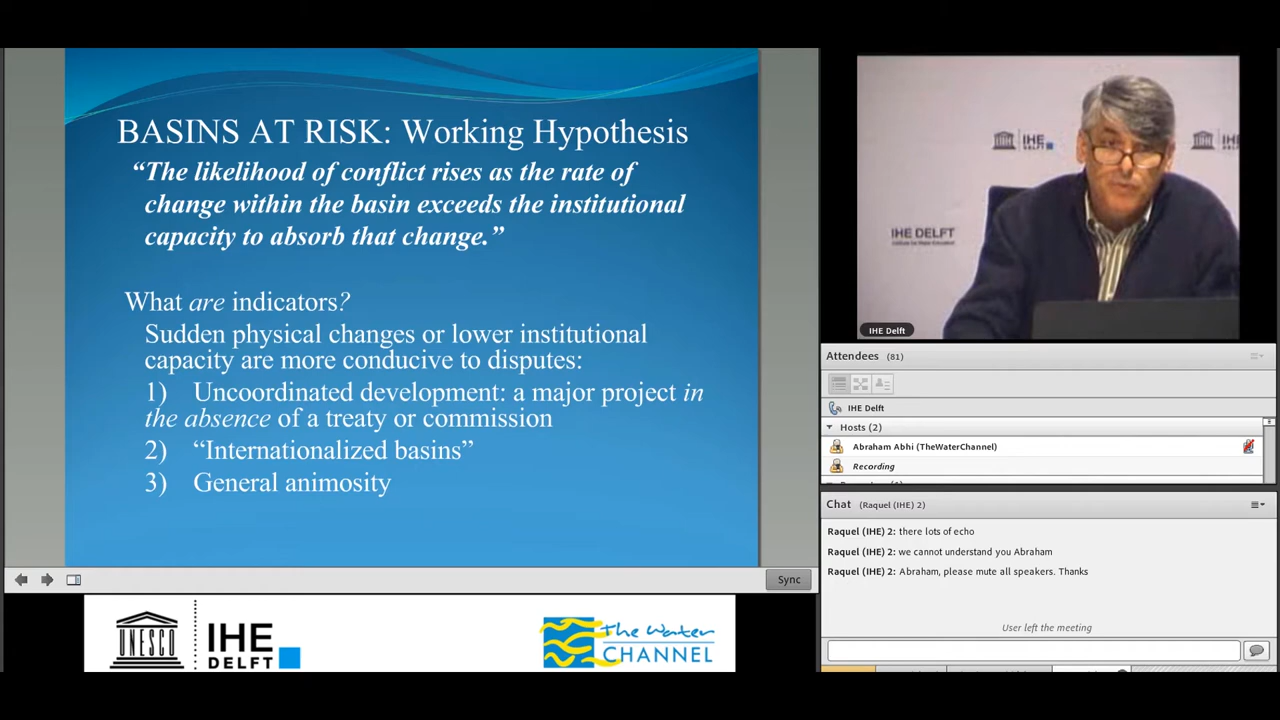 BASINS AT RISK: Working Hypothesis
“The likelihood of conflict rises as the rate of
change within the basin exceeds the institutional
capacity to absorb that change.”
What are indicators?
Sudden physical changes or lower institutional
capacity are more conducive to disputes:
1) Uncoordinated development: a major project in
the absence of a treaty or commission
2) “Internationalized basins”
3) General animosity
Sync
UNESCO
IHE
DELFT
The Water
CHANNEL
IHE
IHE
IHE DELFT
IHE Delft
Attendees (81)
IHE Delft
Hosts (2)
Abraham Abhi (TheWaterChannel)
Recording
Chat (Raquel (IHE) 2)
Raquel (IHE) 2: there lots of echo
Raquel (IHE) 2: we cannot understand you Abraham
Raquel (IHE) 2: Abraham, please mute all speakers. Thanks
User left the meeting